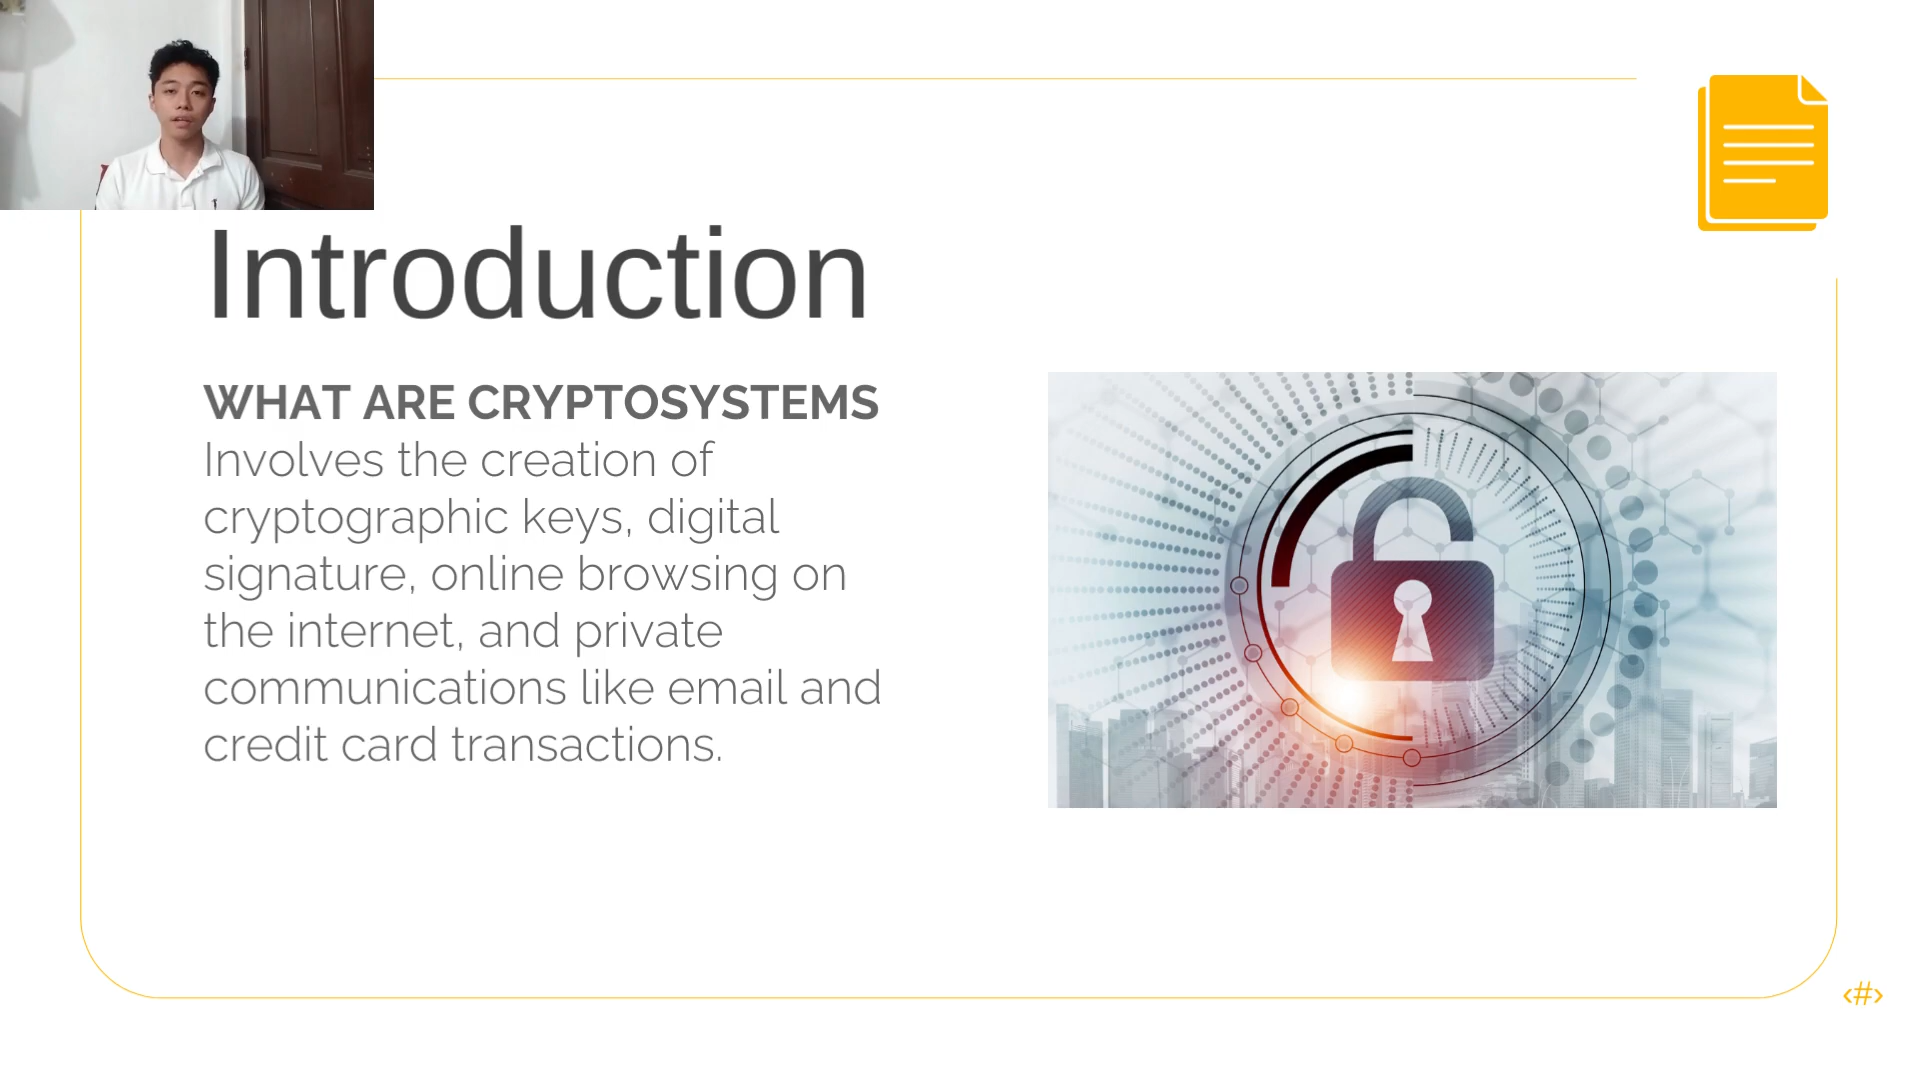 Introduction
WHAT ARE CRYPTOSYSTEMS
Involves the creation of
cryptographic keys, digital
signature, online browsing on
the internet, and private
communications like email and
credit card transactions.
‹#›